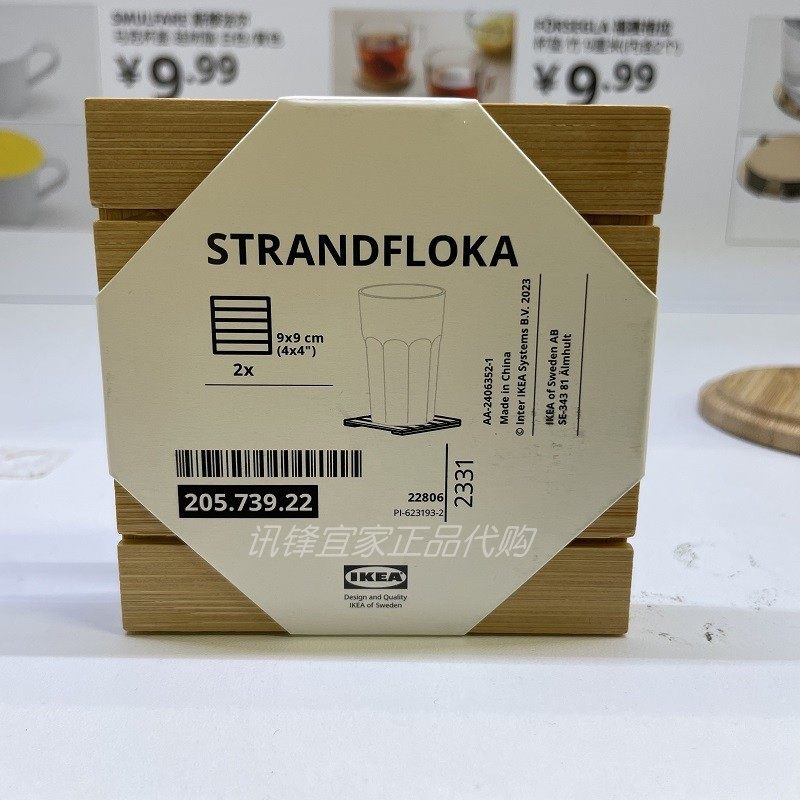 ¥9.99
¥9.99
STRANDFLOKA
9x9 cm
(4x4")
2x
AA-2406352-1
Made in China
© Inter IKEA Systems B.V. 2023
IKEA of Sweden AB
SE-343 81 Älmhult
205.739.22
22806
PI-623193-2
2331
讯锋宜家正品代购
IKEA
Design and Quality
IKEA of Sweden